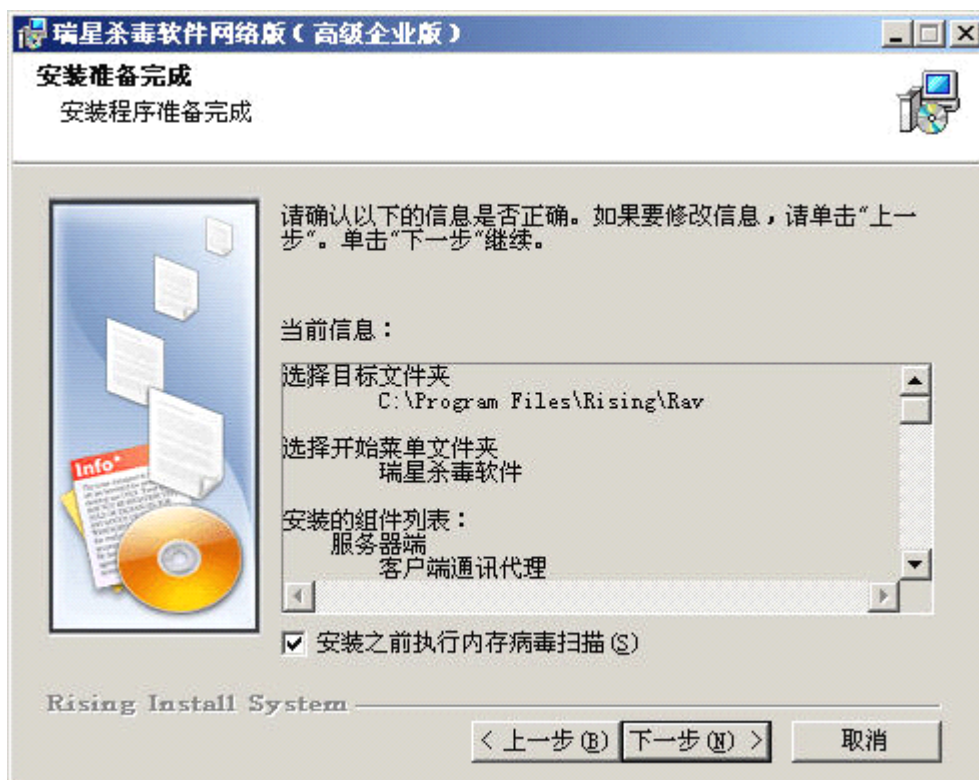 瑞星杀毒软件网络版(高级企业版)
安装准备完成
安装程序准备完成
请确认以下的信息是否正确。如果要修改信息,请单击“上一
步”。单击“下一步”继续。
当前信息:
选择目标文件夹
C:\Program Files\Rising\Rav
选择开始菜单文件夹
瑞星杀毒软件
安装的组件列表:
服务器端
客户端通讯代理
Info
安装之前执行内存病毒扫描(S)
Rising Install System
< 上一步(B)
下一步(N) >
取消